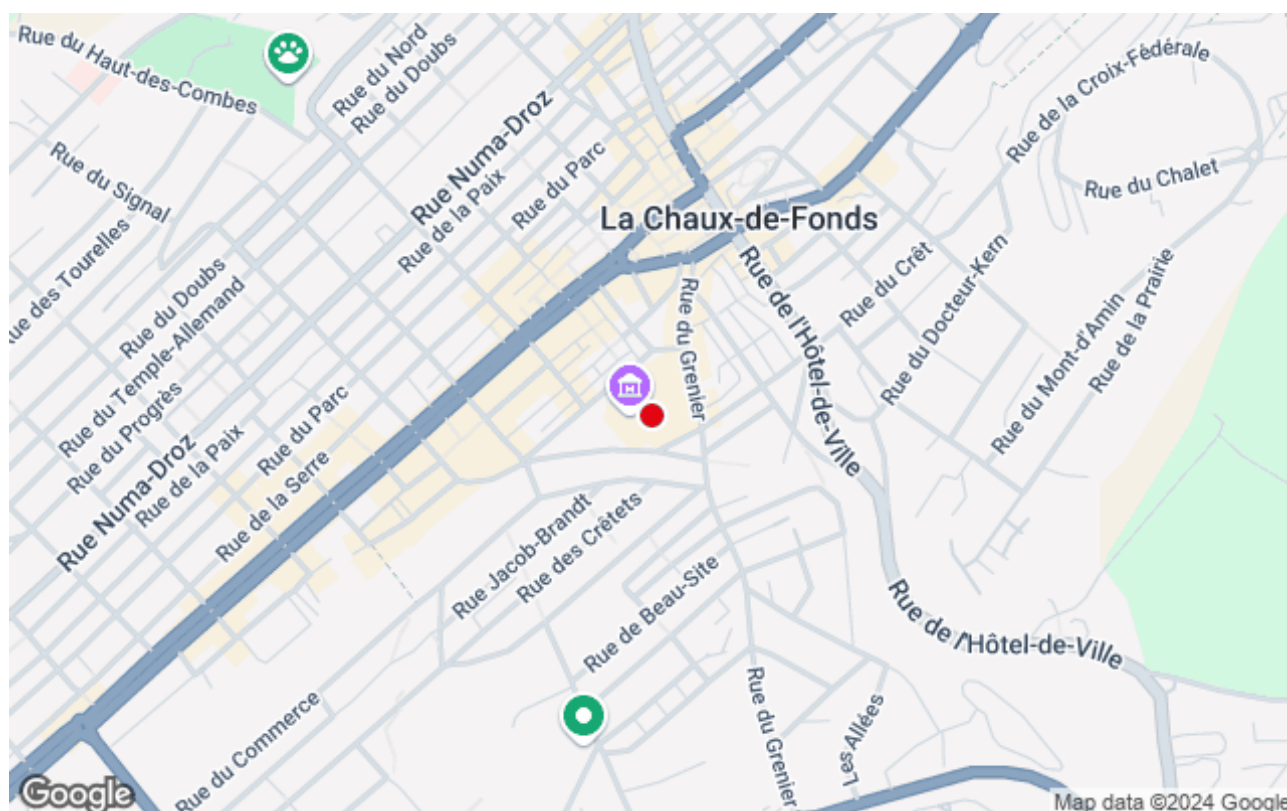 Rue du Haut-des-Combes
Rue du Nord
Rue du Doubs
Rue Numa-Droz
Rue du Parc
Rue de la Paix
Rue de la Croix-Fédérale
Rue du Chalet
Rue du Signal
La Chaux-de-Fonds
ue des Tourelles
Rue du Doubs
Rue du Temple-Allemand
Rue du Progrès
Rue du Grenier
Rue de l'Hôtel-de-Ville
Rue du Crêt
Rue du Docteur-Kern
Rue du Mont-d'Amin
Rue de la Prairie
Rue du Parc
Rue de la Paix
Rue Numa-Droz
Rue de la Serre
Rue Jacob-Brandt
Rue des Crêtets
Rue de Beau-Site
Rue de l'Hôtel-de-Ville
Rue du Commerce
Rue du Grenier
Les Allées
Google
Map data ©2024 Google